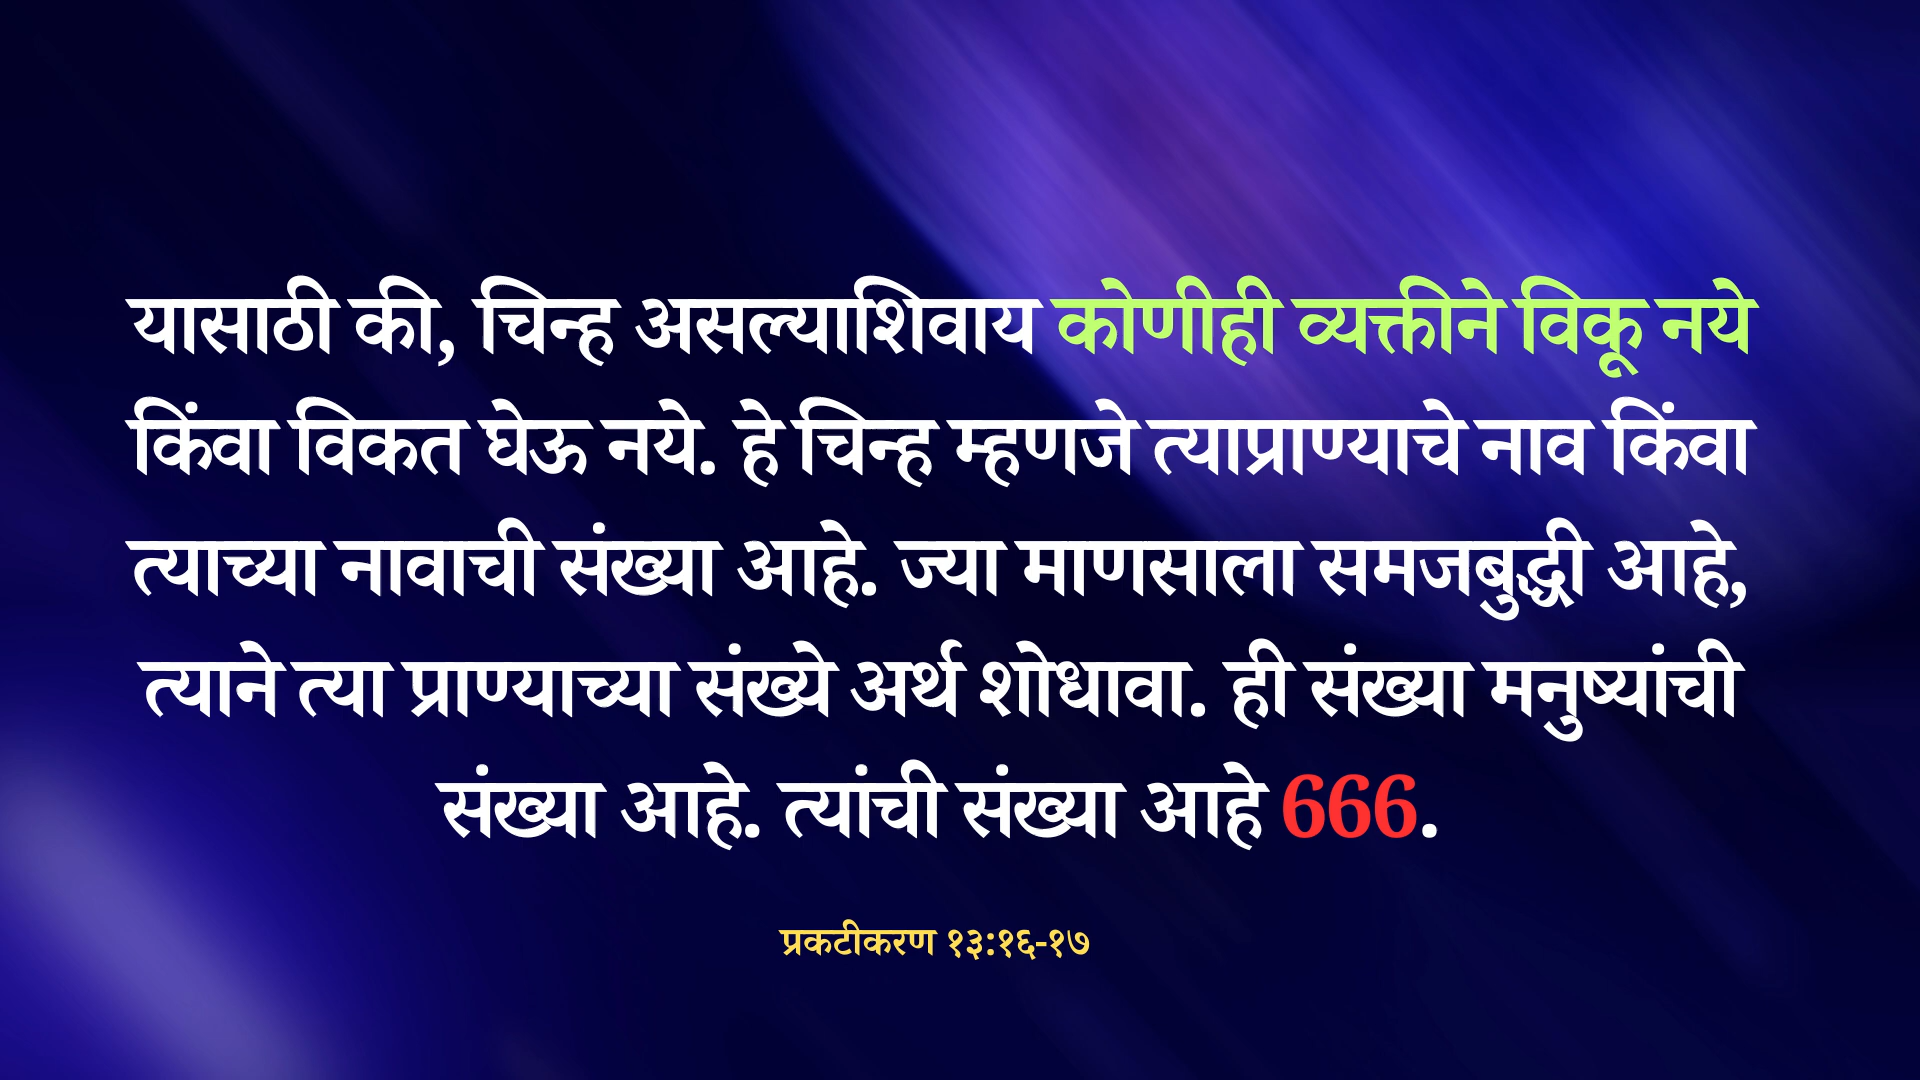 यासाठी की, चिन्ह असल्याशिवाय कोणीही व्यक्तीने विकू नये
किंवा विकत घेऊ नये. हे चिन्ह म्हणजे त्याप्राण्याचे नाव किंवा
त्याच्या नावाची संख्या आहे. ज्या माणसाला समजबुद्धी आहे,
त्याने त्या प्राण्याच्या संख्ये अर्थ शोधावा. ही संख्या मनुष्यांची
संख्या आहे. त्यांची संख्या आहे 666.
प्रकटीकरण १३:१६-१७